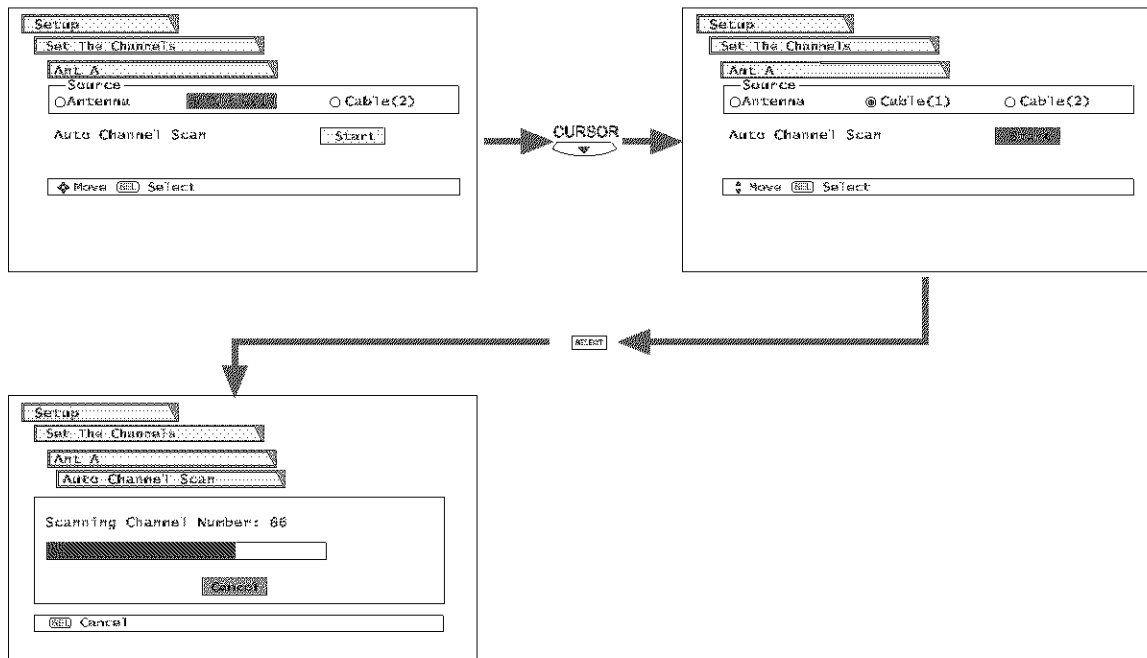 Setup
Set The Channels
Ant A
Source
Antenna Cable(2)
Auto Channel Scan Start
Move SEL Select
CURSOR
Setup
Set The Channels
Ant A
Source
Antenna Cable(1) Cable(2)
Auto Channel Scan
Move SEL Select
SELECT
Setup
Set The Channels
Ant A
Auto Channel Scan
Scanning Channel Number: 86
Cancel
SEL Cancel